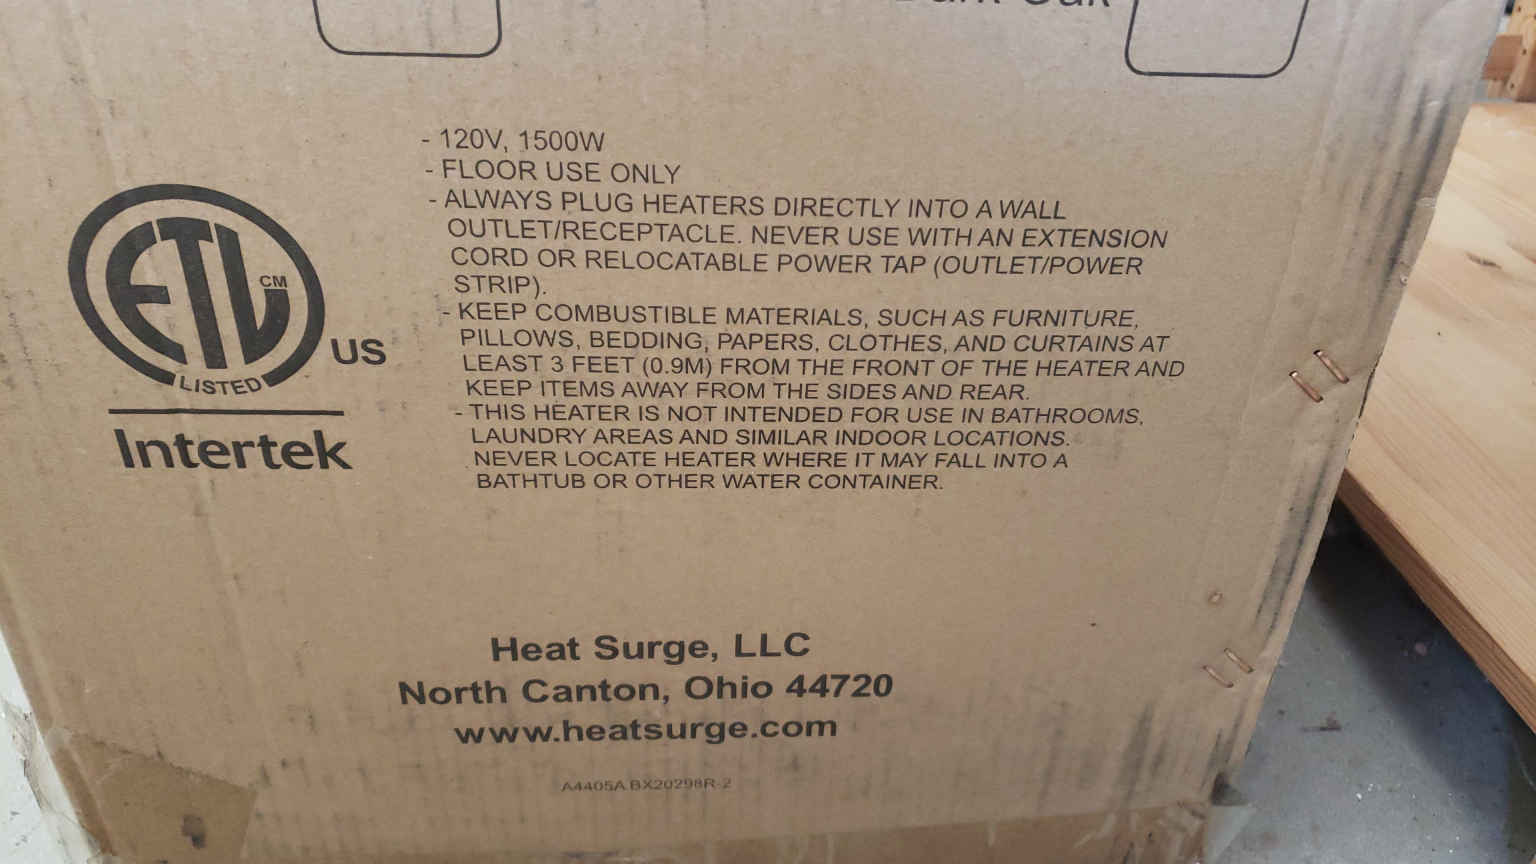 Dark Oak
- 120V, 1500W
- FLOOR USE ONLY
- ALWAYS PLUG HEATERS DIRECTLY INTO A WALL
OUTLET/RECEPTACLE. NEVER USE WITH AN EXTENSION
CORD OR RELOCATABLE POWER TAP (OUTLET/POWER
STRIP).
- KEEP COMBUSTIBLE MATERIALS, SUCH AS FURNITURE,
PILLOWS, BEDDING, PAPERS, CLOTHES, AND CURTAINS AT
LEAST 3 FEET (0.9M) FROM THE FRONT OF THE HEATER AND
KEEP ITEMS AWAY FROM THE SIDES AND REAR.
- THIS HEATER IS NOT INTENDED FOR USE IN BATHROOMS,
LAUNDRY AREAS AND SIMILAR INDOOR LOCATIONS.
NEVER LOCATE HEATER WHERE IT MAY FALL INTO A
BATHTUB OR OTHER WATER CONTAINER.
ETL CM
LISTED
US
Intertek
Heat Surge, LLC
North Canton, Ohio 44720
www.heatsurge.com
A4405A BX20298R-2